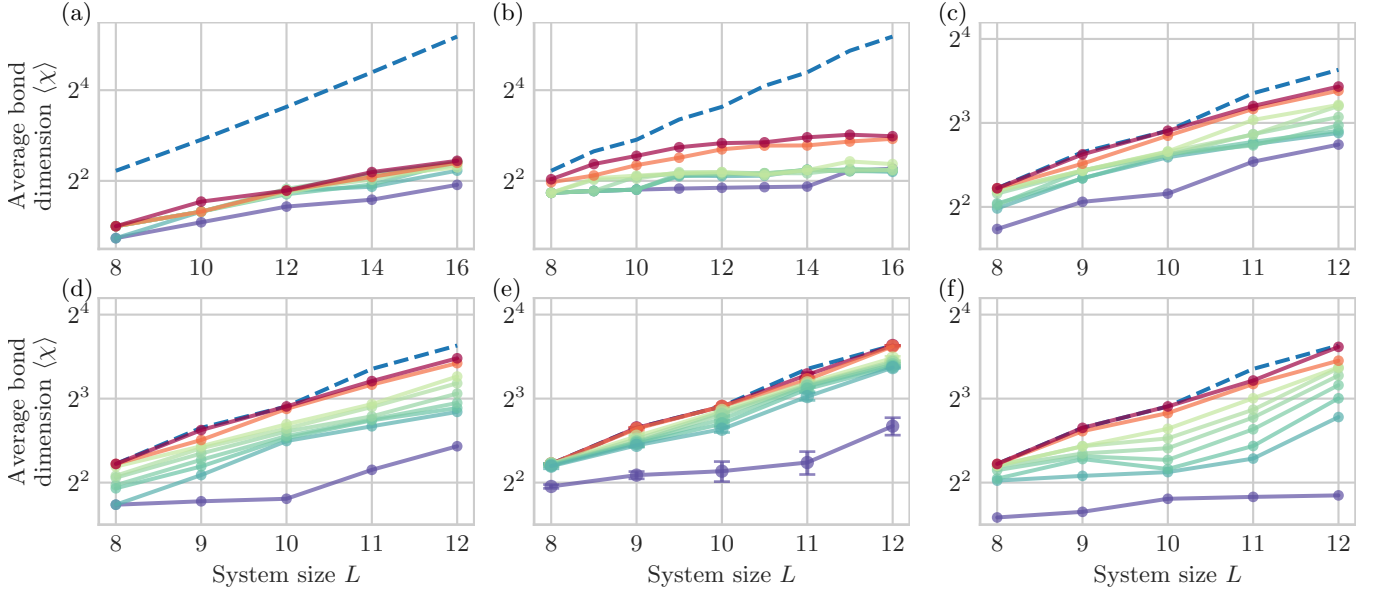 (a) (b) (c)
Average bond
dimension ⟨χ⟩
2^4
2^2
8 10 12 14 16
2^4
2^2
8 10 12 14 16
2^4
2^3
2^2
8 9 10 11 12
(d) (e) (f)
Average bond
dimension ⟨χ⟩
2^4
2^3
2^2
8 9 10 11 12
System size L
2^4
2^3
2^2
8 9 10 11 12
System size L
2^4
2^3
2^2
8 9 10 11 12
System size L